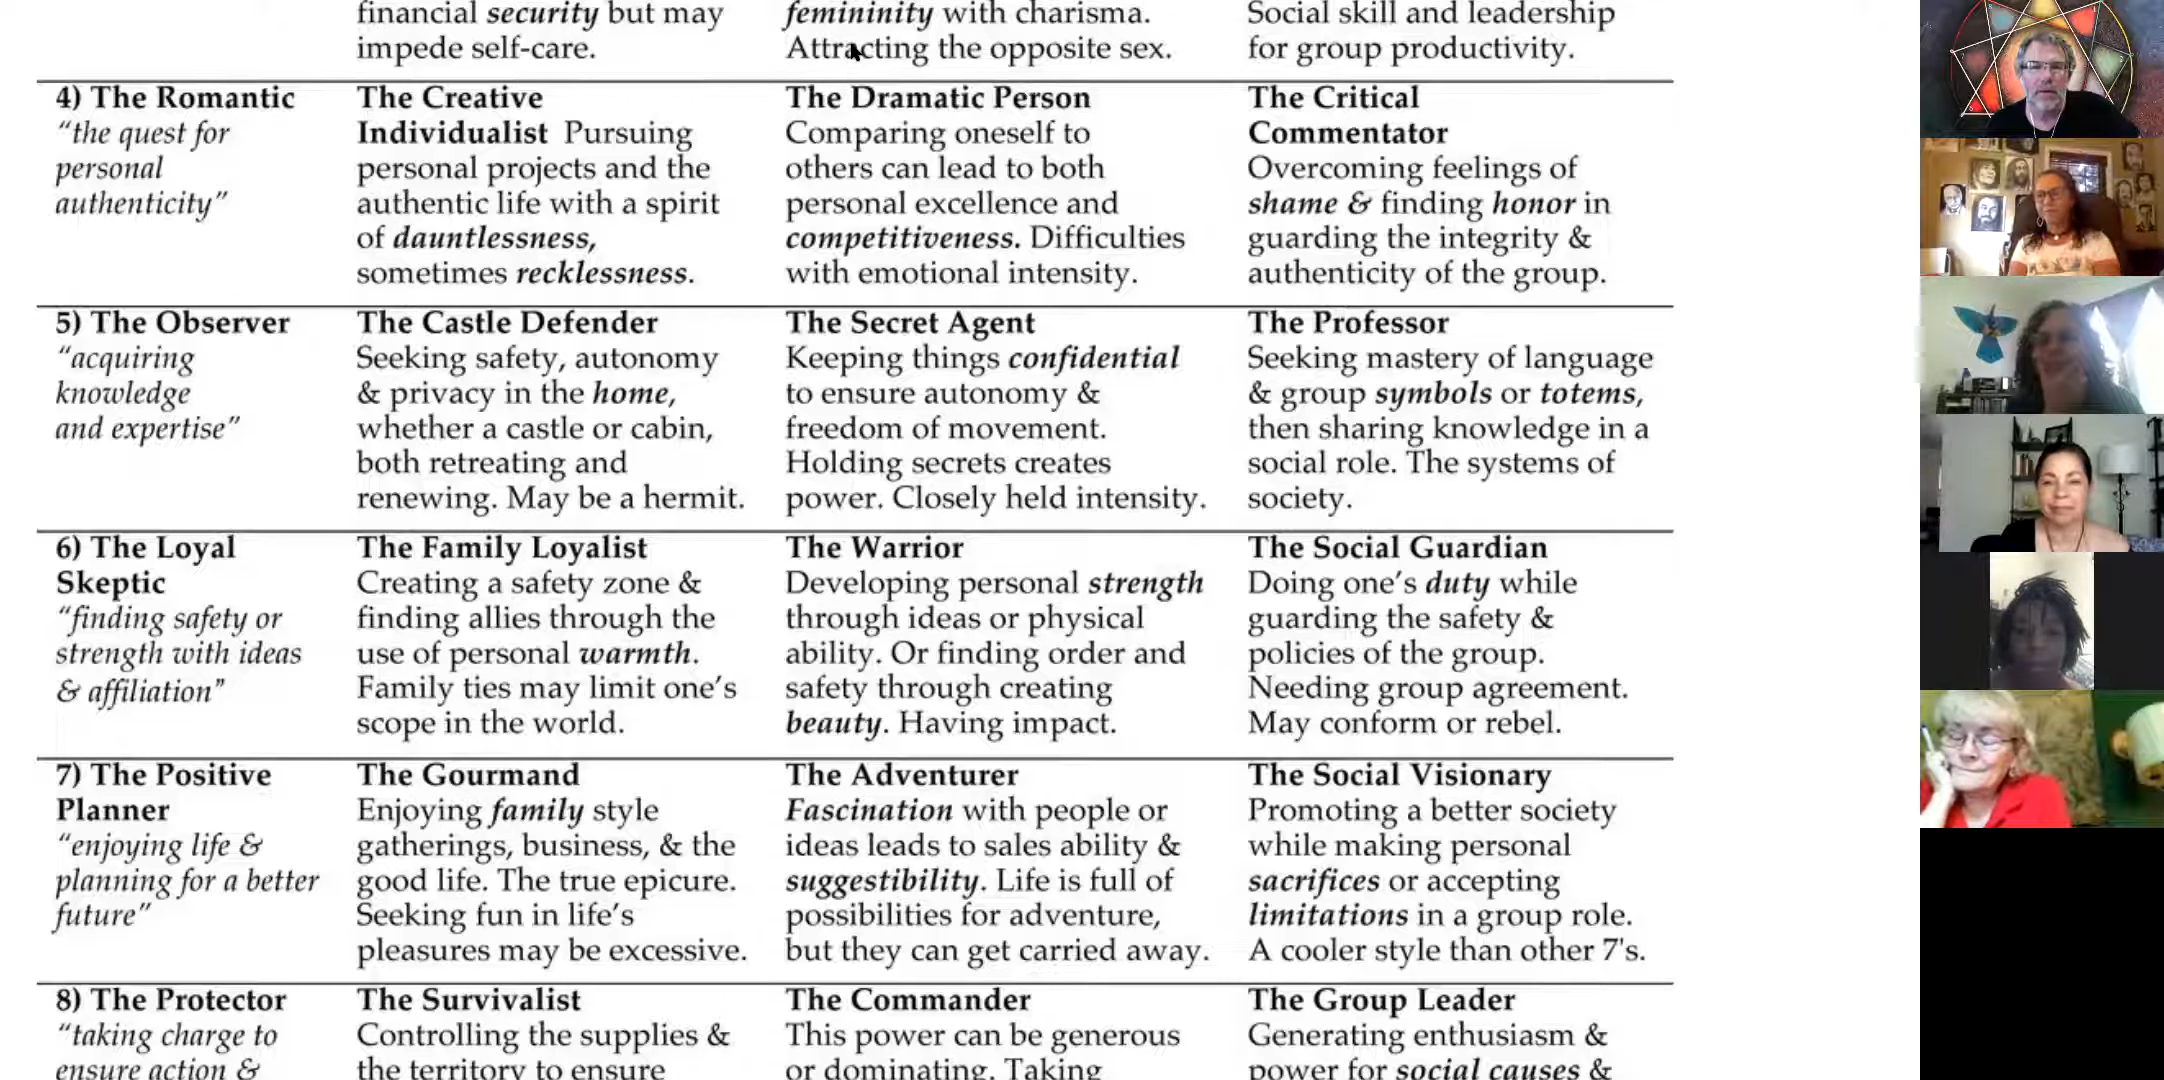 financial security but may
impede self-care.
femininity with charisma.
Attracting the opposite sex.
Social skill and leadership
for group productivity.
4) The Romantic
“the quest for
personal
authenticity”
The Creative
Individualist Pursuing
personal projects and the
authentic life with a spirit
of dauntlessness,
sometimes recklessness.
The Dramatic Person
Comparing oneself to
others can lead to both
personal excellence and
competitiveness. Difficulties
with emotional intensity.
The Critical
Commentator
Overcoming feelings of
shame & finding honor in
guarding the integrity &
authenticity of the group.
5) The Observer
“acquiring
knowledge
and expertise”
The Castle Defender
Seeking safety, autonomy
& privacy in the home,
whether a castle or cabin,
both retreating and
renewing. May be a hermit.
The Secret Agent
Keeping things confidential
to ensure autonomy &
freedom of movement.
Holding secrets creates
power. Closely held intensity.
The Professor
Seeking mastery of language
& group symbols or totems,
then sharing knowledge in a
social role. The systems of
society.
6) The Loyal
Skeptic
“finding safety or
strength with ideas
& affiliation”
The Family Loyalist
Creating a safety zone &
finding allies through the
use of personal warmth.
Family ties may limit one’s
scope in the world.
The Warrior
Developing personal strength
through ideas or physical
ability. Or finding order and
safety through creating
beauty. Having impact.
The Social Guardian
Doing one’s duty while
guarding the safety &
policies of the group.
Needing group agreement.
May conform or rebel.
7) The Positive
Planner
“enjoying life &
planning for a better
future”
The Gourmand
Enjoying family style
gatherings, business, & the
good life. The true epicure.
Seeking fun in life’s
pleasures may be excessive.
The Adventurer
Fascination with people or
ideas leads to sales ability &
suggestibility. Life is full of
possibilities for adventure,
but they can get carried away.
The Social Visionary
Promoting a better society
while making personal
sacrifices or accepting
limitations in a group role.
A cooler style than other 7's.
8) The Protector
“taking charge to
ensure action &
The Survivalist
Controlling the supplies &
the territory to ensure
The Commander
This power can be generous
or dominating. Taking
The Group Leader
Generating enthusiasm &
power for social causes &